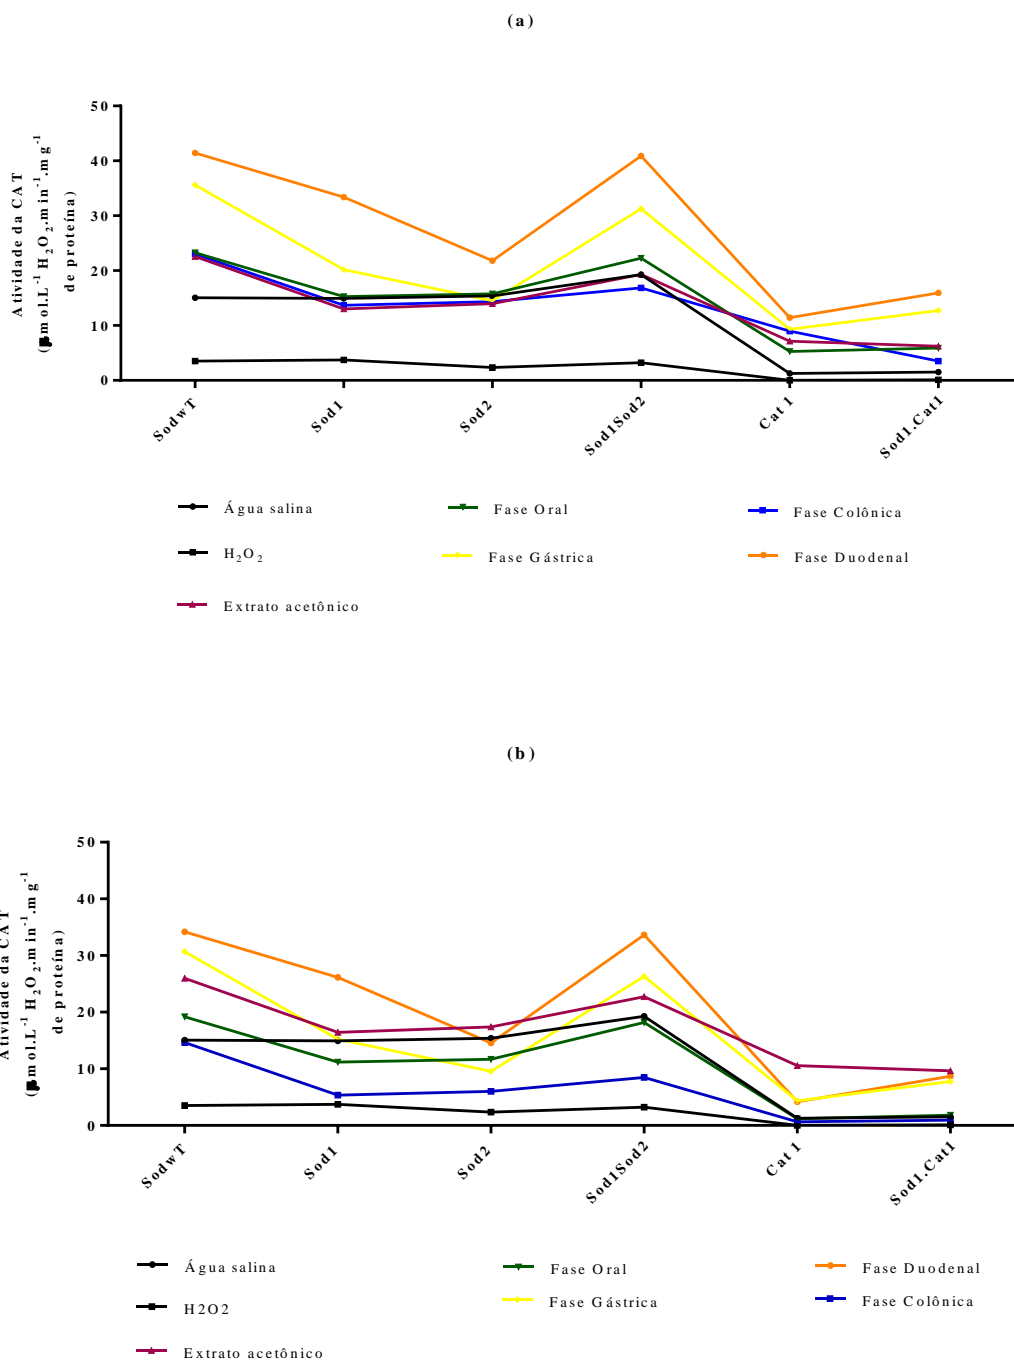 (a)
Atividade da CAT
mol.L⁻¹ H₂O₂.min⁻¹.mg⁻¹
de proteína)
50
40
30
20
10
0
SodwT
Sod1
Sod2
Sod1Sod2
Cat 1
Sod1.Cat1
Água salina
Fase Oral
Fase Colônica
H₂O₂
Fase Gástrica
Fase Duodenal
Extrato acetônico
(b)
Atividade da CAT
mol.L⁻¹ H₂O₂.min⁻¹.mg⁻¹
de proteína)
50
40
30
20
10
0
SodwT
Sod1
Sod2
Sod1Sod2
Cat 1
Sod1.Cat1
Água salina
Fase Oral
Fase Duodenal
H2O2
Fase Gástrica
Fase Colônica
Extrato acetônico